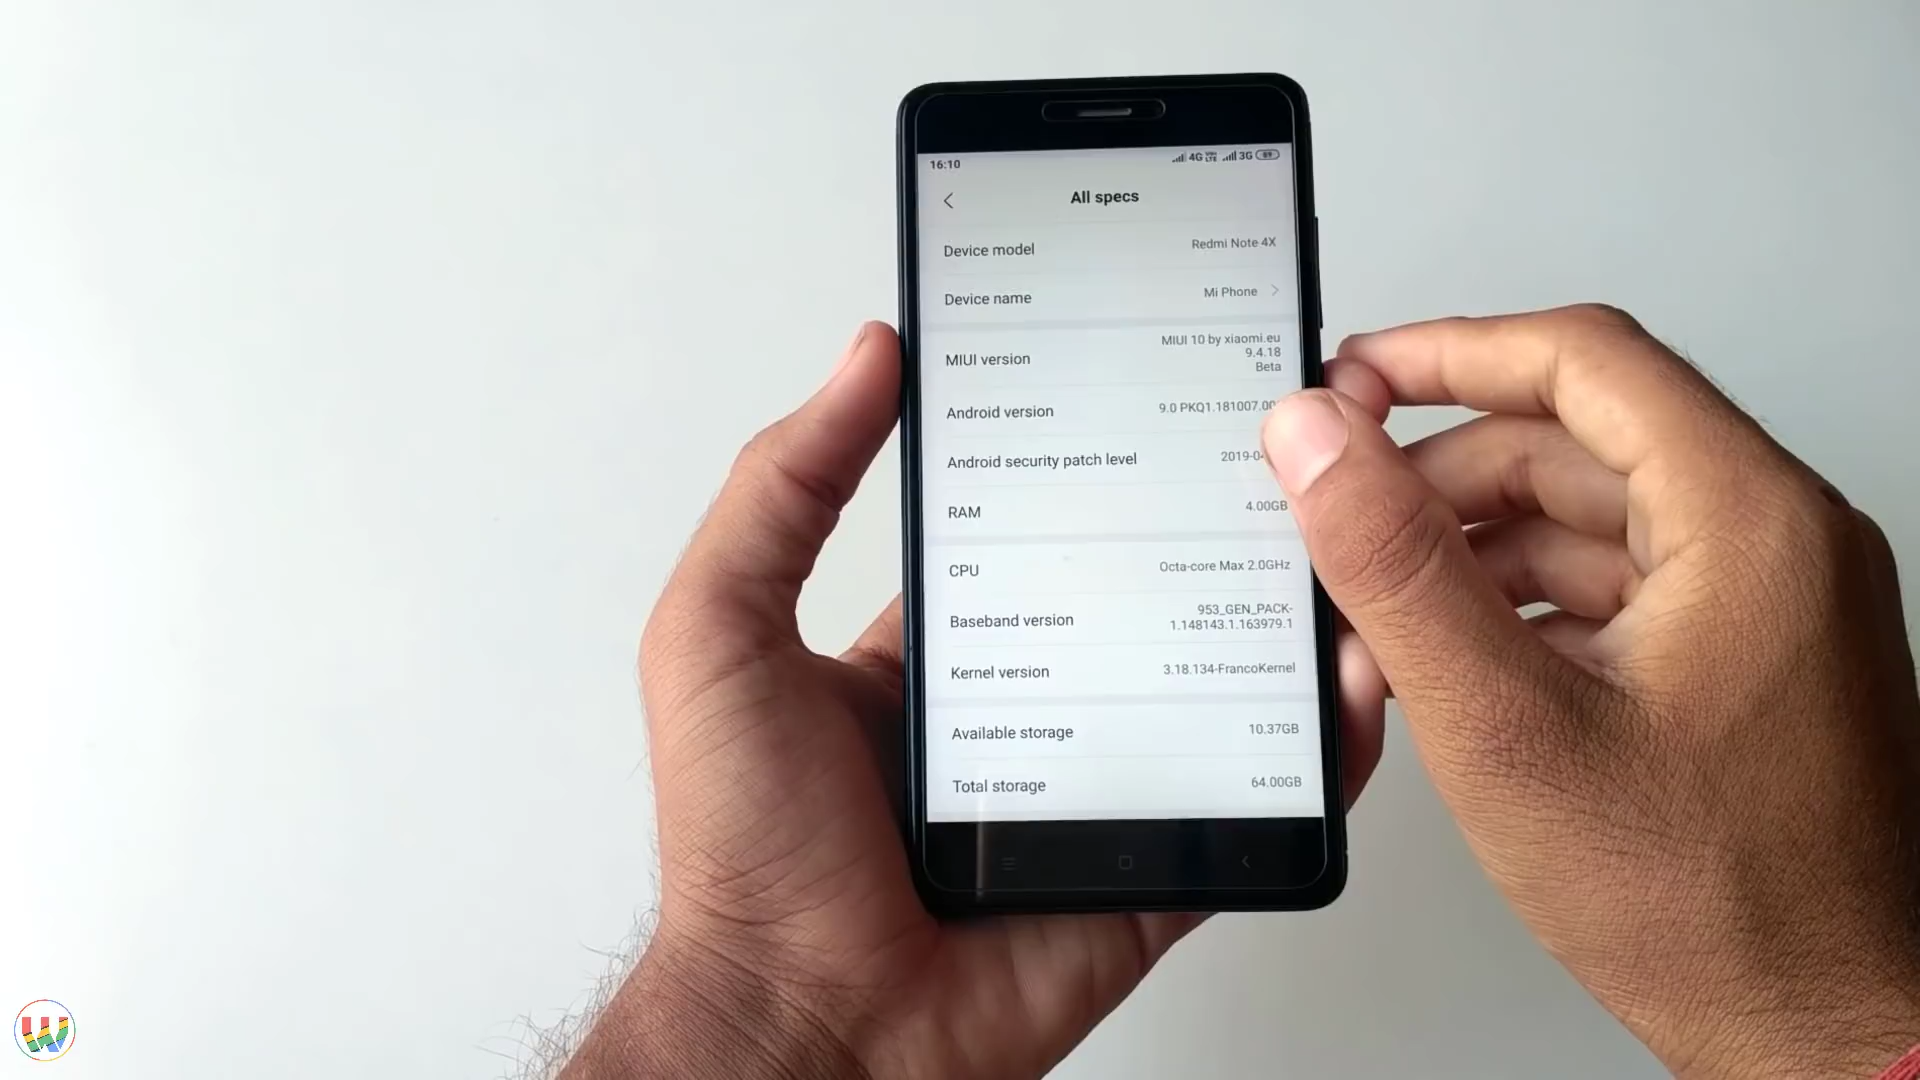 16:10 4G VoLTE 3G 89
All specs
Device model Redmi Note 4X
Device name Mi Phone
MIUI version MIUI 10 by xiaomi.eu
9.4.18
Beta
Android version 9.0 PKQ1.181007.00
Android security patch level 2019-04
RAM 4.00GB
CPU Octa-core Max 2.0GHz
Baseband version 953_GEN_PACK-
1.148143.1.163979.1
Kernel version 3.18.134-FrancoKernel
Available storage 10.37GB
Total storage 64.00GB
W